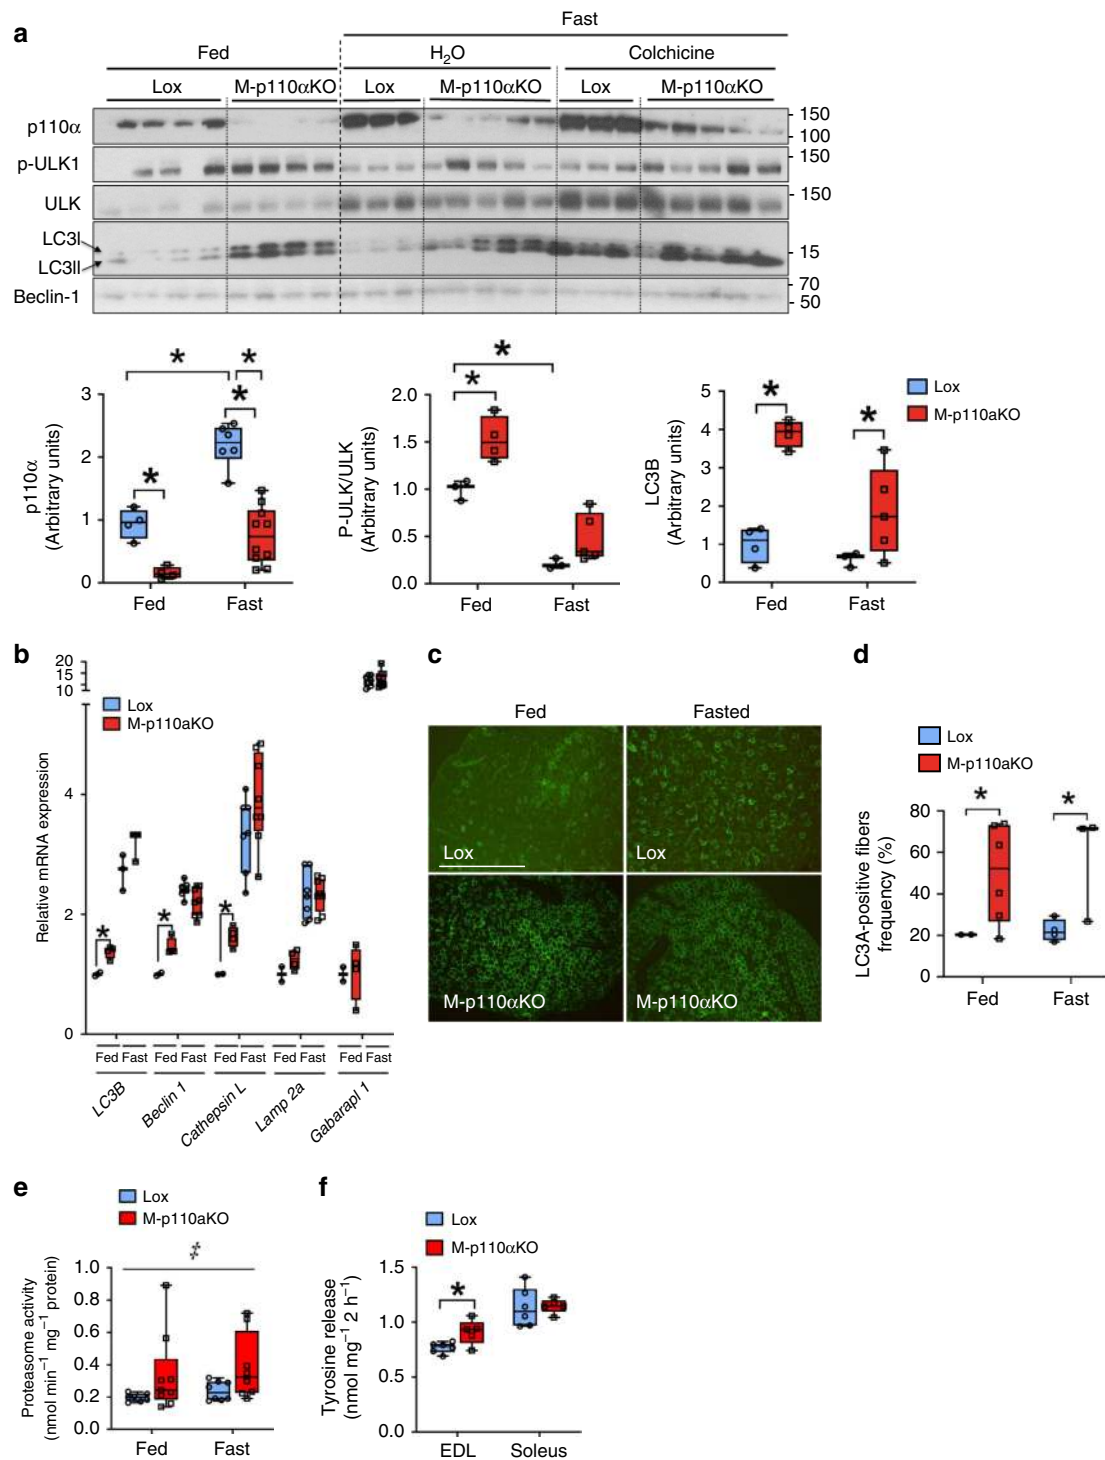 a
Fast
Fed
H2O
Colchicine
Lox
M-p110αKO
Lox
M-p110αKO
Lox
M-p110αKO
p110α
150
100
p-ULK1
150
ULK
150
LC3I
LC3II
15
Beclin-1
70
50
*
*
*
*
3
2
1
0
p110α
(Arbitrary units)
Fed
Fast
*
*
2.0
1.5
1.0
0.5
0.0
P-ULK/ULK
(Arbitrary units)
Fed
Fast
*
*
5
4
3
2
1
0
LC3B
(Arbitrary units)
Fed
Fast
Lox
M-p110aKO
b
20
15
10
4
2
0
Relative mRNA expression
Lox
M-p110aKO
*
*
*
Fed Fast
Fed Fast
Fed Fast
Fed Fast
Fed Fast
LC3B
Beclin 1
Cathepsin L
Lamp 2a
Gabarapl 1
c
Fed
Fasted
Lox
Lox
M-p110αKO
M-p110αKO
d
Lox
M-p110aKO
*
*
80
60
40
20
0
LC3A-positive fibers
frequency (%)
Fed
Fast
e
Lox
M-p110aKO
‡
1.0
0.8
0.6
0.4
0.2
0.0
Proteasome activity
(nmol min−1 mg−1 protein)
Fed
Fast
f
Lox
M-p110αKO
*
1.5
1.0
0.5
0.0
Tyrosine release
(nmol mg−1 2 h−1)
EDL
Soleus